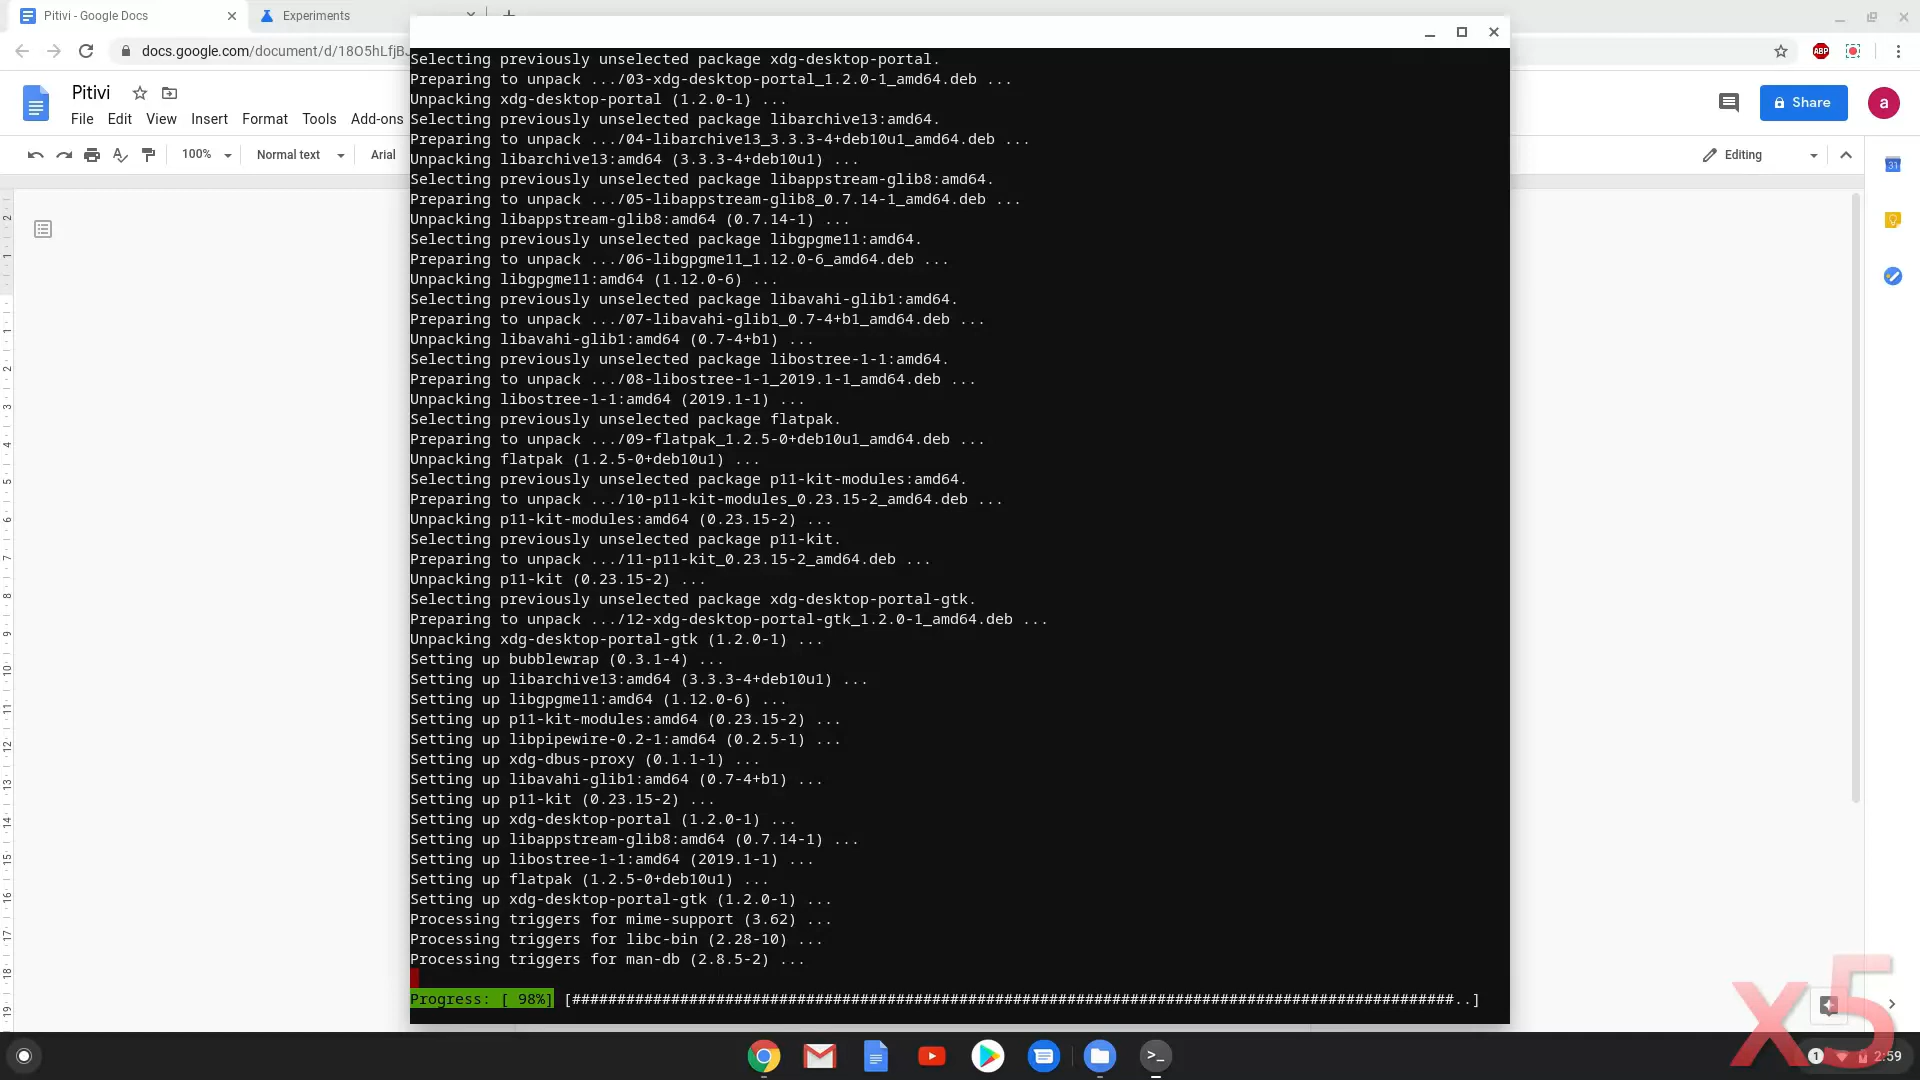 Pitivi - Google Docs
Experiments
docs.google.com/document/d/18O5hLfjB
ABP
Pitivi
Share
a
File Edit View Insert Format Tools Add-ons
100% Normal text Arial
Editing
31
Selecting previously unselected package xdg-desktop-portal.
Preparing to unpack .../03-xdg-desktop-portal_1.2.0-1_amd64.deb ...
Unpacking xdg-desktop-portal (1.2.0-1) ...
Selecting previously unselected package libarchive13:amd64.
Preparing to unpack .../04-libarchive13_3.3.3-4+deb10u1_amd64.deb ...
Unpacking libarchive13:amd64 (3.3.3-4+deb10u1) ...
Selecting previously unselected package libappstream-glib8:amd64.
Preparing to unpack .../05-libappstream-glib8_0.7.14-1_amd64.deb ...
Unpacking libappstream-glib8:amd64 (0.7.14-1) ...
Selecting previously unselected package libgpgme11:amd64.
Preparing to unpack .../06-libgpgme11_1.12.0-6_amd64.deb ...
Unpacking libgpgme11:amd64 (1.12.0-6) ...
Selecting previously unselected package libavahi-glib1:amd64.
Preparing to unpack .../07-libavahi-glib1_0.7-4+b1_amd64.deb ...
Unpacking libavahi-glib1:amd64 (0.7-4+b1) ...
Selecting previously unselected package libostree-1-1:amd64.
Preparing to unpack .../08-libostree-1-1_2019.1-1_amd64.deb ...
Unpacking libostree-1-1:amd64 (2019.1-1) ...
Selecting previously unselected package flatpak.
Preparing to unpack .../09-flatpak_1.2.5-0+deb10u1_amd64.deb ...
Unpacking flatpak (1.2.5-0+deb10u1) ...
Selecting previously unselected package p11-kit-modules:amd64.
Preparing to unpack .../10-p11-kit-modules_0.23.15-2_amd64.deb ...
Unpacking p11-kit-modules:amd64 (0.23.15-2) ...
Selecting previously unselected package p11-kit.
Preparing to unpack .../11-p11-kit_0.23.15-2_amd64.deb ...
Unpacking p11-kit (0.23.15-2) ...
Selecting previously unselected package xdg-desktop-portal-gtk.
Preparing to unpack .../12-xdg-desktop-portal-gtk_1.2.0-1_amd64.deb ...
Unpacking xdg-desktop-portal-gtk (1.2.0-1) ...
Setting up bubblewrap (0.3.1-4) ...
Setting up libarchive13:amd64 (3.3.3-4+deb10u1) ...
Setting up libgpgme11:amd64 (1.12.0-6) ...
Setting up p11-kit-modules:amd64 (0.23.15-2) ...
Setting up libpipewire-0.2-1:amd64 (0.2.5-1) ...
Setting up xdg-dbus-proxy (0.1.1-1) ...
Setting up libavahi-glib1:amd64 (0.7-4+b1) ...
Setting up p11-kit (0.23.15-2) ...
Setting up xdg-desktop-portal (1.2.0-1) ...
Setting up libappstream-glib8:amd64 (0.7.14-1) ...
Setting up libostree-1-1:amd64 (2019.1-1) ...
Setting up flatpak (1.2.5-0+deb10u1) ...
Setting up xdg-desktop-portal-gtk (1.2.0-1) ...
Processing triggers for mime-support (3.62) ...
Processing triggers for libc-bin (2.28-10) ...
Processing triggers for man-db (2.8.5-2) ...
Progress: [ 98%] [##################################################################################################..]
x5
1 2:59